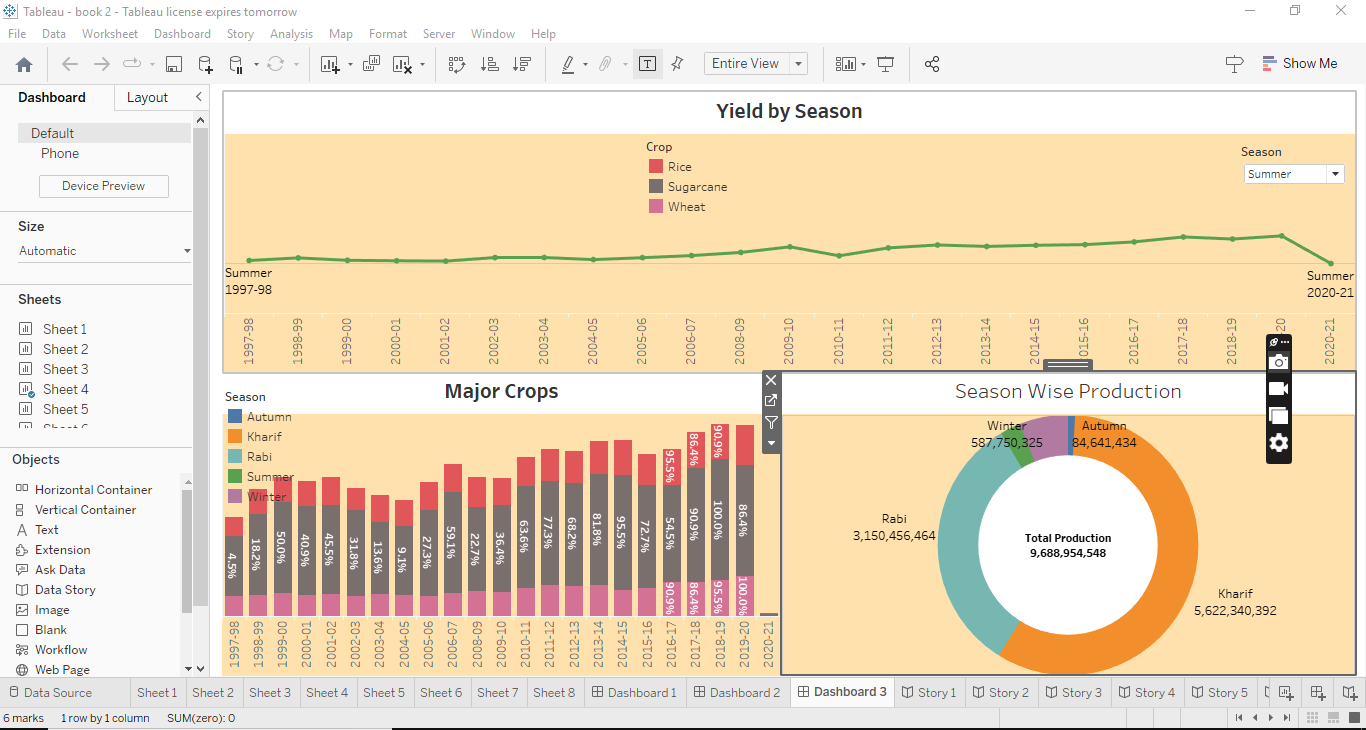 Tableau - book 2 - Tableau license expires tomorrow
File Data Worksheet Dashboard Story Analysis Map Format Server Window Help
Entire View
Show Me
Dashboard Layout
Default
Phone
Device Preview
Size
Automatic
Sheets
Sheet 1
Sheet 2
Sheet 3
Sheet 4
Sheet 5
Objects
Horizontal Container
Vertical Container
Text
Extension
Ask Data
Data Story
Image
Blank
Workflow
Web Page
Yield by Season
Crop
Rice
Sugarcane
Wheat
Season
Summer
Summer
1997-98
Summer
2020-21
1997-98 1998-99 1999-00 2000-01 2001-02 2002-03 2003-04 2004-05 2005-06 2006-07 2008-09 2009-10 2010-11 2011-12 2012-13 2013-14 2014-15 2015-16 2016-17 2017-18 2018-19 20 2020-21
Major Crops
Season
Autumn
Kharif
Rabi
Summer
Winter
4.5% 18.2% 50.0% 40.9% 45.5% 31.8% 13.6% 9.1% 27.3% 59.1% 22.7% 36.4% 63.6% 77.3% 68.2% 81.8% 95.5% 72.7% 54.5% 90.9% 100.0% 86.4%
95.5% 86.4% 90.9%
90.9% 86.4% 95.5% 100.0%
1997-98 1998-99 1999-00 2000-01 2001-02 2002-03 2003-04 2004-05 2005-06 2006-07 2008-09 2009-10 2010-11 2011-12 2012-13 2013-14 2014-15 2015-16 2016-17 2017-18 2018-19 2019-20 2020-21
Season Wise Production
Winter
587,750,325
Autumn
84,641,434
Rabi
3,150,456,464
Total Production
9,688,954,548
Kharif
5,622,340,392
Data Source Sheet 1 Sheet 2 Sheet 3 Sheet 4 Sheet 5 Sheet 6 Sheet 7 Sheet 8 Dashboard 1 Dashboard 2 Dashboard 3 Story 1 Story 2 Story 3 Story 4 Story 5
6 marks 1 row by 1 column SUM(zero): 0